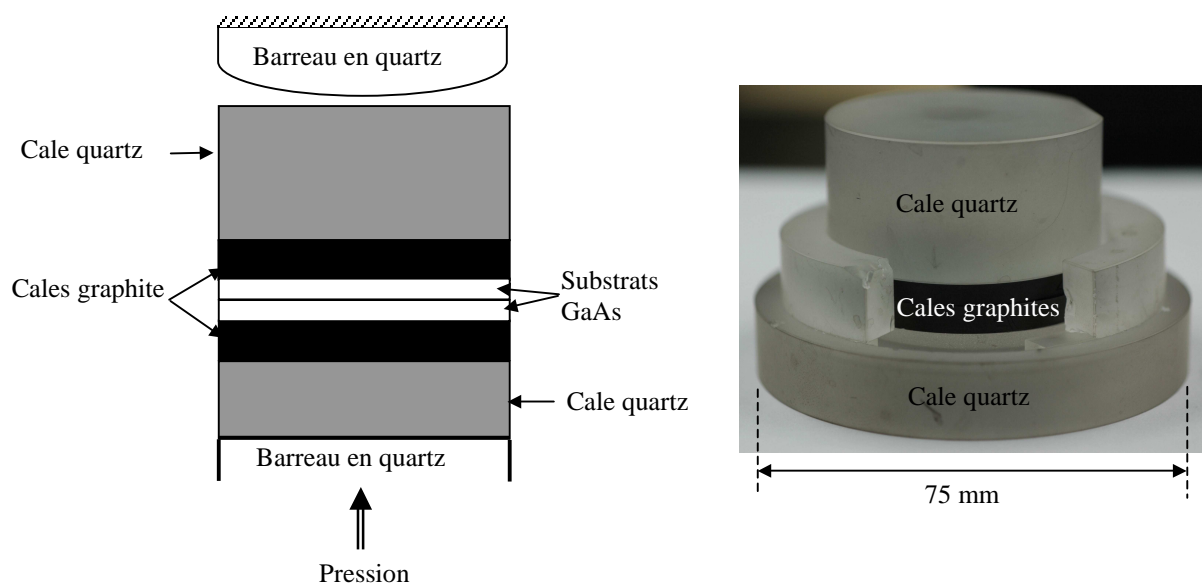 Barreau en quartz
Cale quartz
Cales graphite
Substrats
GaAs
Cale quartz
Barreau en quartz
Pression
Cale quartz
Cales graphites
Cale quartz
75 mm